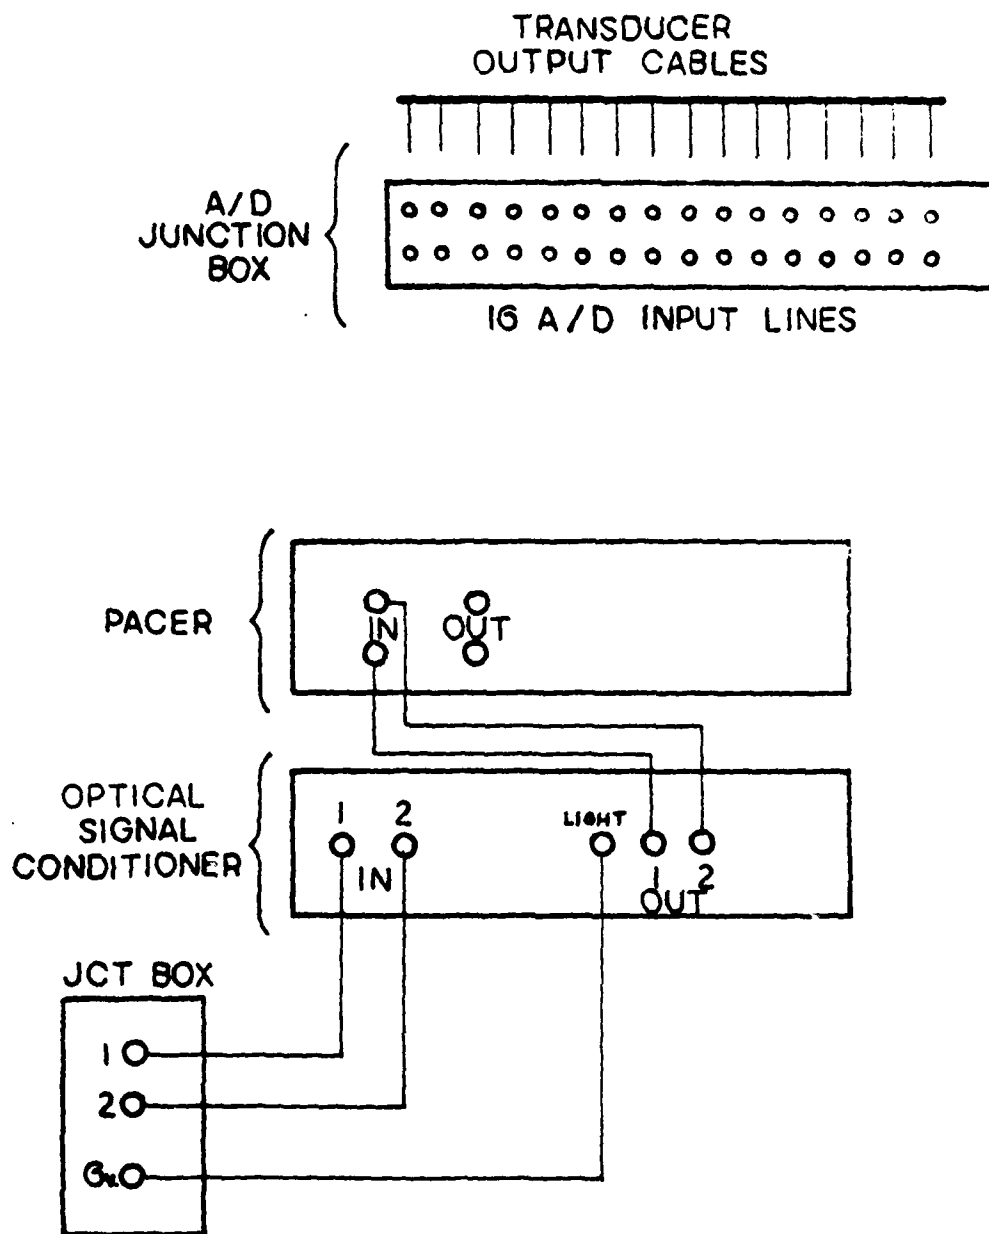 TRANSDUCER
OUTPUT CABLES
A/D
JUNCTION
BOX
16 A/D INPUT LINES
PACER
IN OUT
OPTICAL
SIGNAL
CONDITIONER
1 2 LIGHT
IN
1 2
OUT
JCT BOX
1
2